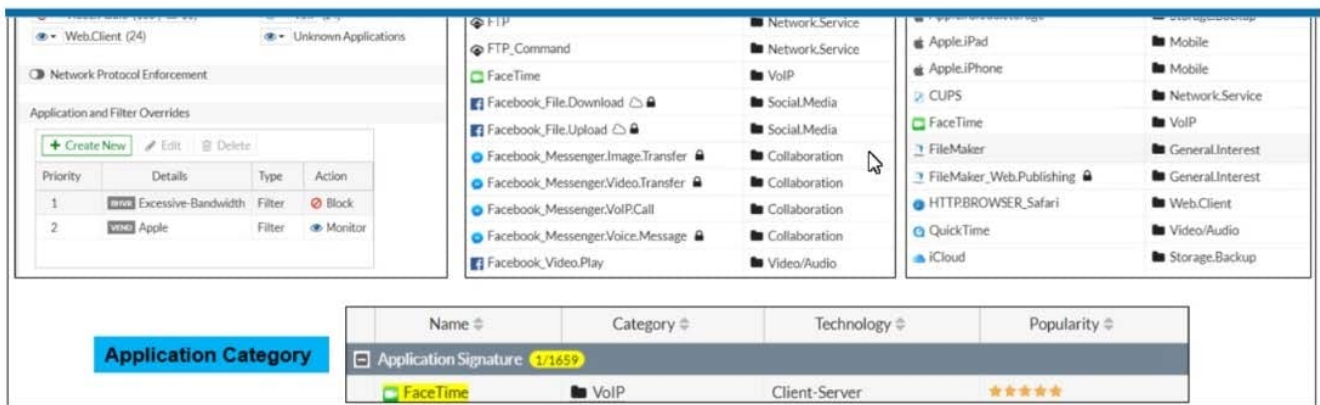 Web.Client (24)
Unknown Applications
Network Protocol Enforcement
Application and Filter Overrides
+ Create New Edit Delete
Priority Details Type Action
1 BHVR Excessive-Bandwidth Filter Block
2 VEND Apple Filter Monitor
FTP Network.Service
FTP_Command Network.Service
FaceTime VoIP
Facebook_File.Download Social.Media
Facebook_File.Upload Social.Media
Facebook_Messenger.Image.Transfer Collaboration
Facebook_Messenger.Video.Transfer Collaboration
Facebook_Messenger.VoIP.Call Collaboration
Facebook_Messenger.Voice.Message Collaboration
Facebook_Video.Play Video/Audio
Apple.iPad Mobile
Apple.iPhone Mobile
CUPS Network.Service
FaceTime VoIP
FileMaker General.Interest
FileMaker_Web.Publishing General.Interest
HTTP.BROWSER_Safari Web.Client
QuickTime Video/Audio
iCloud Storage.Backup
Application Category
Name Category Technology Popularity
Application Signature 1/1659
FaceTime VoIP Client-Server